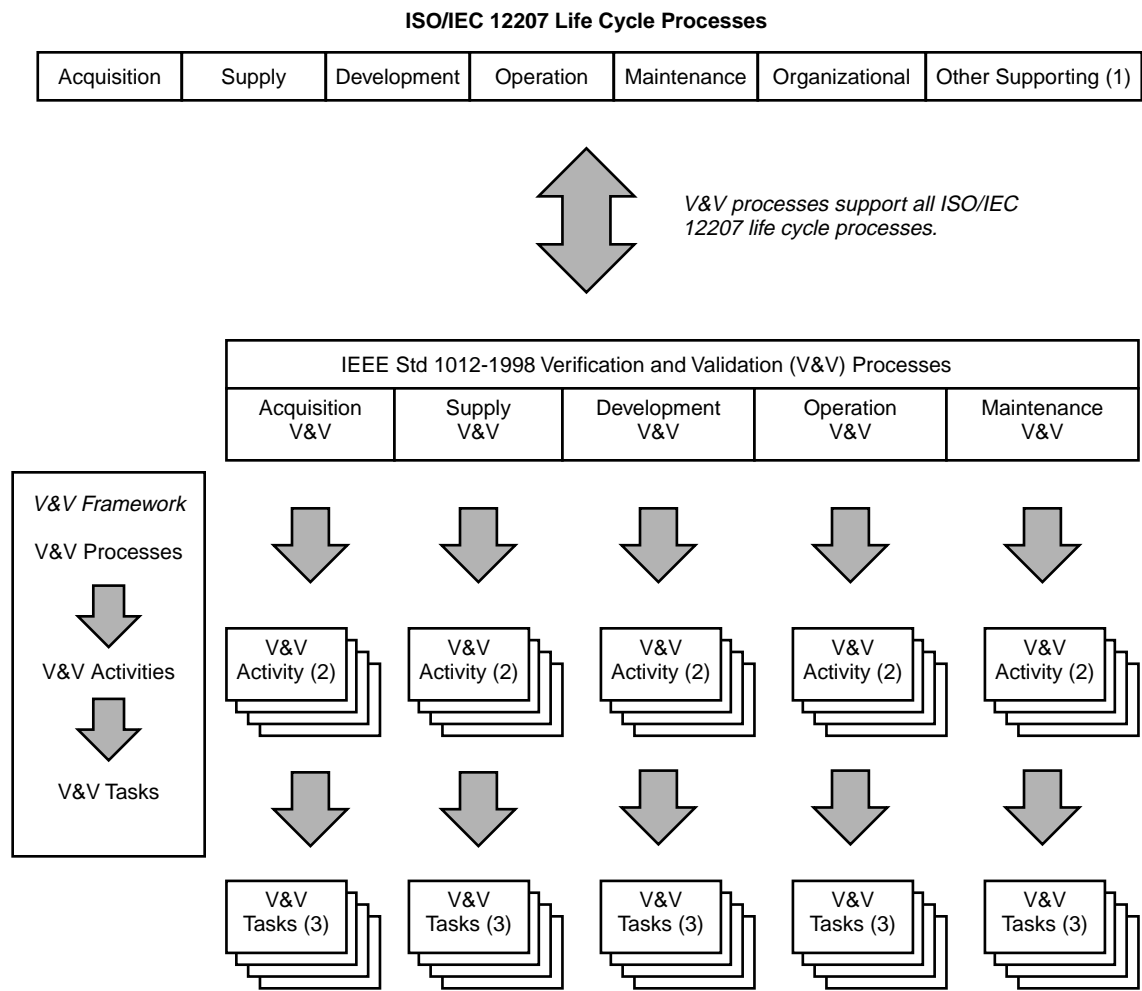 ISO/IEC 12207 Life Cycle Processes
Acquisition Supply Development Operation Maintenance Organizational Other Supporting (1)
V&V processes support all ISO/IEC
12207 life cycle processes.
IEEE Std 1012-1998 Verification and Validation (V&V) Processes
Acquisition
V&V
Supply
V&V
Development
V&V
Operation
V&V
Maintenance
V&V
V&V Framework
V&V Processes
V&V Activities
V&V Tasks
V&V
Activity (2)
V&V
Activity (2)
V&V
Activity (2)
V&V
Activity (2)
V&V
Activity (2)
V&V
Tasks (3)
V&V
Tasks (3)
V&V
Tasks (3)
V&V
Tasks (3)
V&V
Tasks (3)